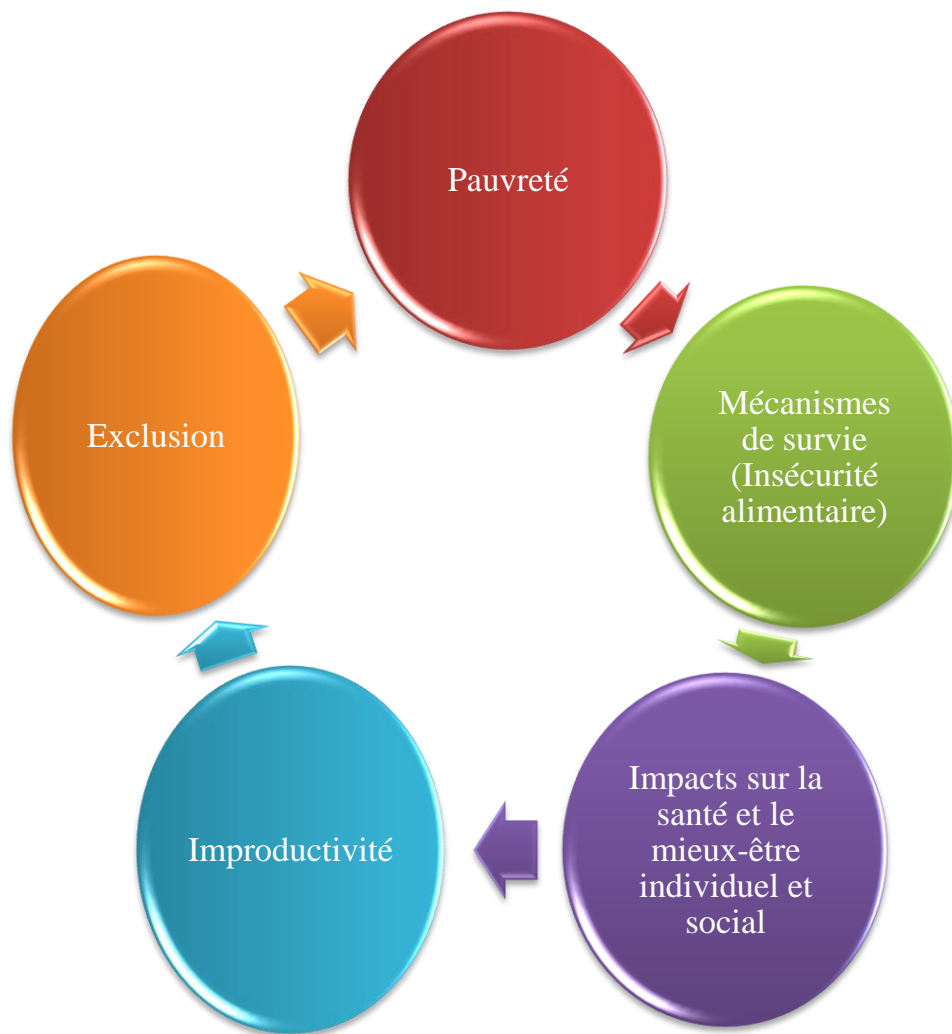 Pauvreté
Mécanismes
de survie
(Insécurité
alimentaire)
Impacts sur la
santé et le
mieux-être
individuel et
social
Improductivité
Exclusion